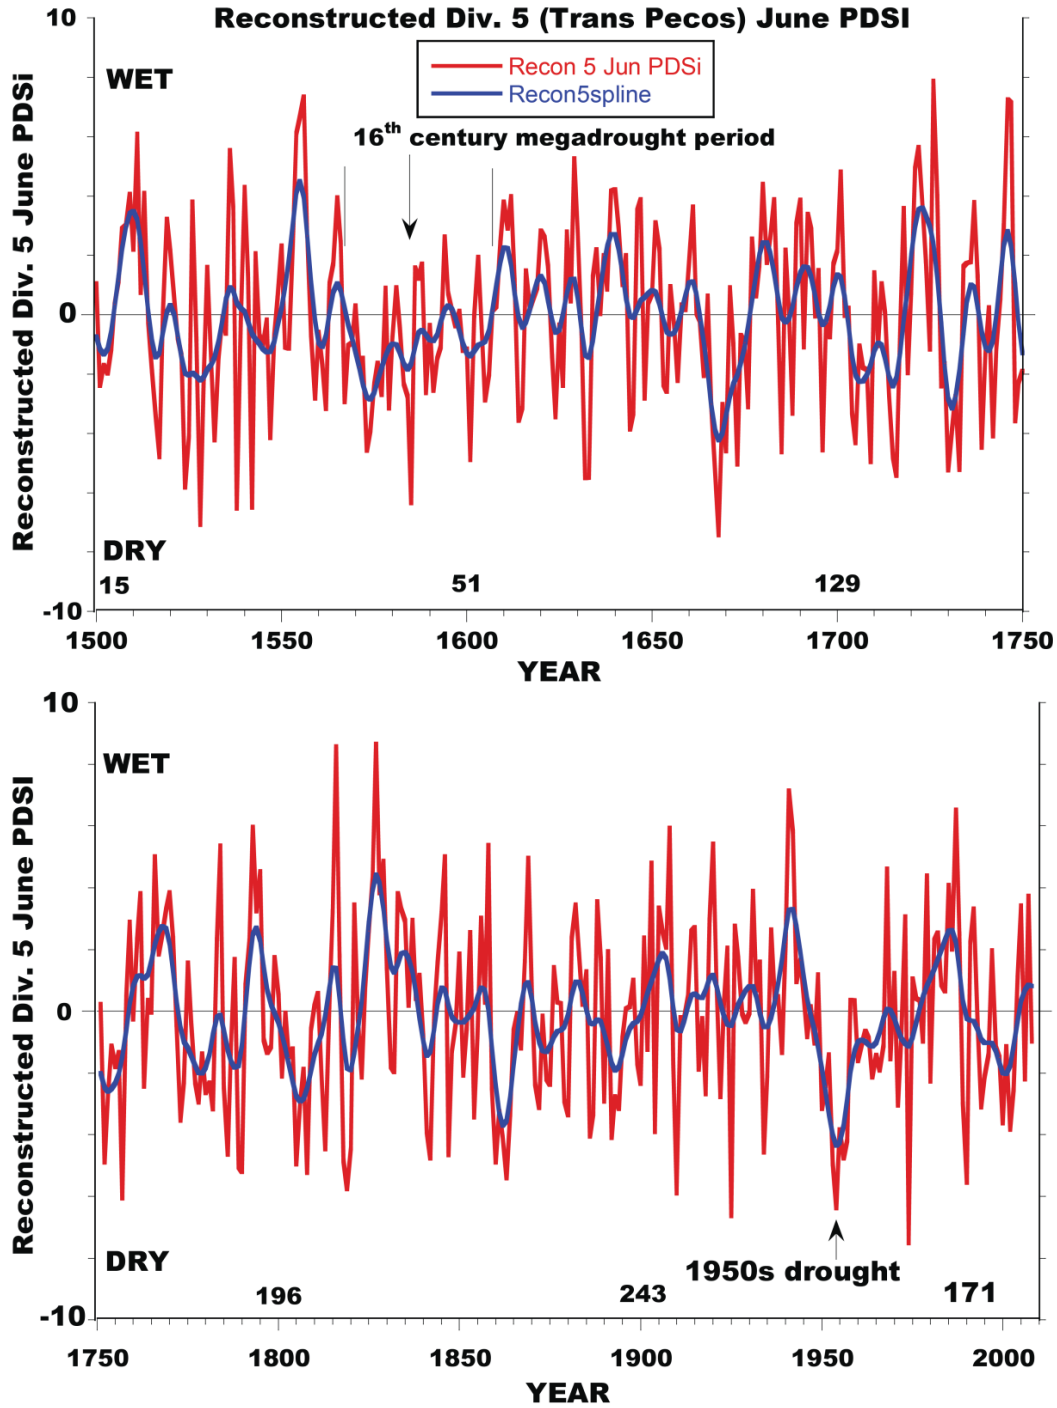 Reconstructed Div. 5 (Trans Pecos) June PDSI
10
WET
Recon 5 Jun PDSi
Recon5spline
16th century megadrought period
Reconstructed Div. 5 June PDSi
0
DRY
15 51 129
-10
1500 1550 1600 1650 1700 1750
YEAR
10
WET
Reconstructed Div. 5 June PDSI
0
DRY
1950s drought
196 243 171
-10
1750 1800 1850 1900 1950 2000
YEAR